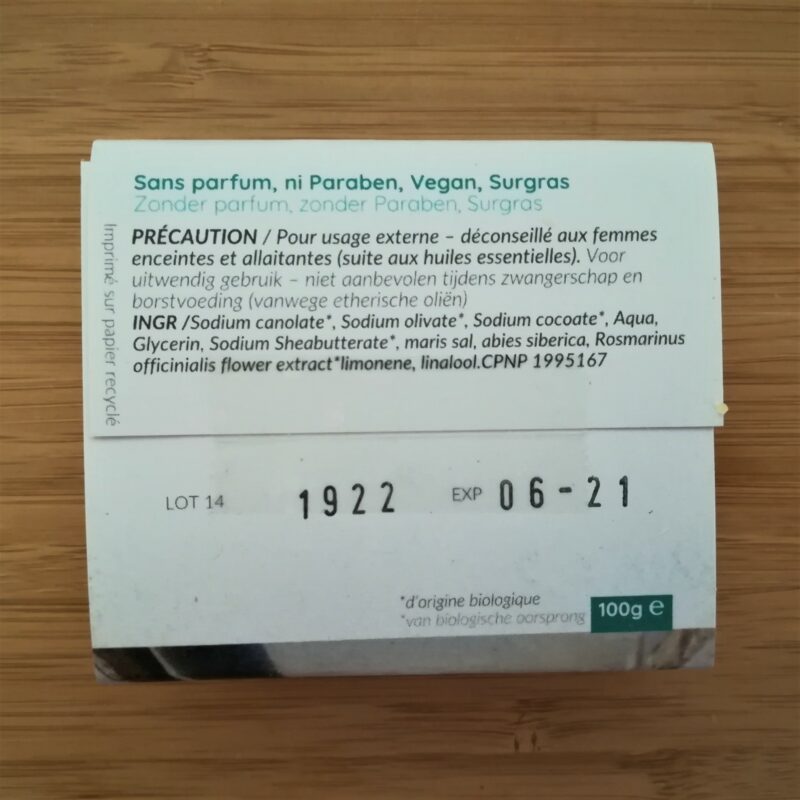 Sans parfum, ni Paraben, Vegan, Surgras
Zonder parfum, zonder Paraben, Surgras
Imprimé sur papier recyclé
PRÉCAUTION / Pour usage externe – déconseillé aux femmes
enceintes et allaitantes (suite aux huiles essentielles). Voor
uitwendig gebruik – niet aanbevolen tijdens zwangerschap en
borstvoeding (vanwege etherische oliën)
INGR /Sodium canolate*, Sodium olivate*, Sodium cocoate*, Aqua,
Glycerin, Sodium Sheabutterate*, maris sal, abies siberica, Rosmarinus
officinialis flower extract*limonene, linalool.CPNP 1995167
LOT 14 1922 EXP 06-21
*d'origine biologique
*van biologische oorsprong
100g e